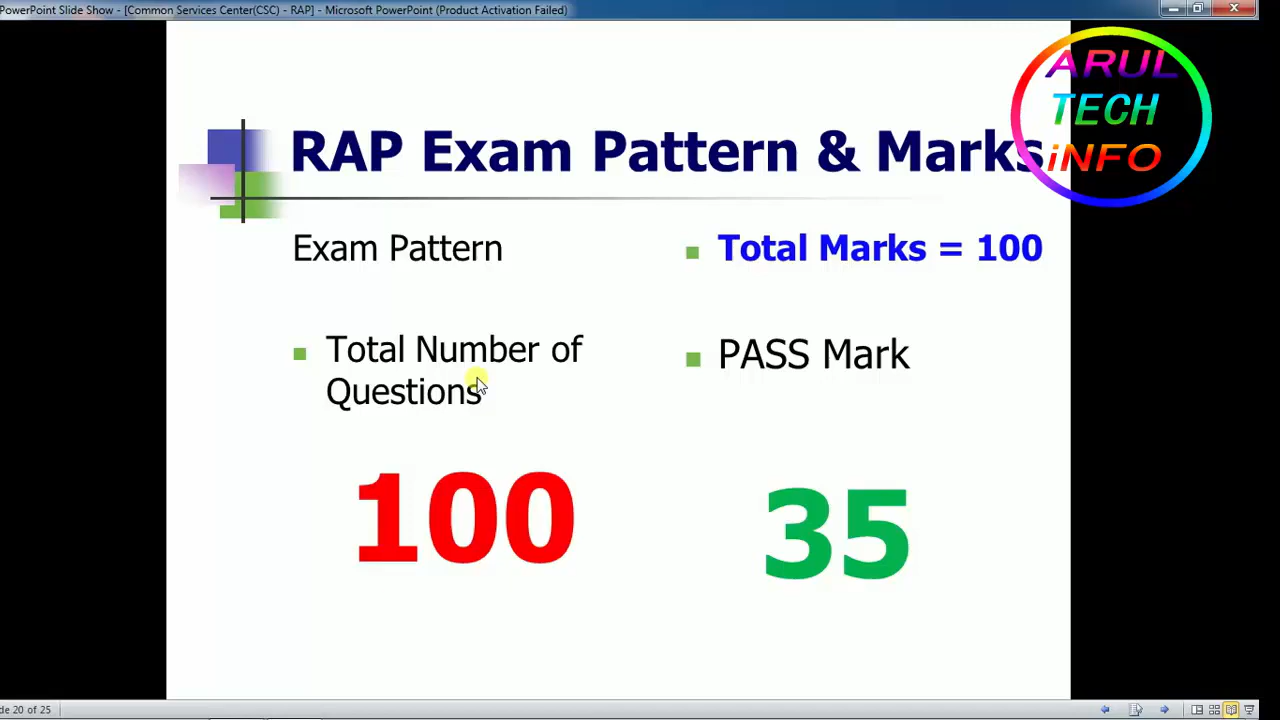 PowerPoint Slide Show - [Common Services Center(CSC) - RAP] - Microsoft PowerPoint (Product Activation Failed)
ARUL
TECH
iNFO
RAP Exam Pattern & Marks
Exam Pattern
Total Marks = 100
Total Number of
Questions
PASS Mark
100
35
de 20 of 25